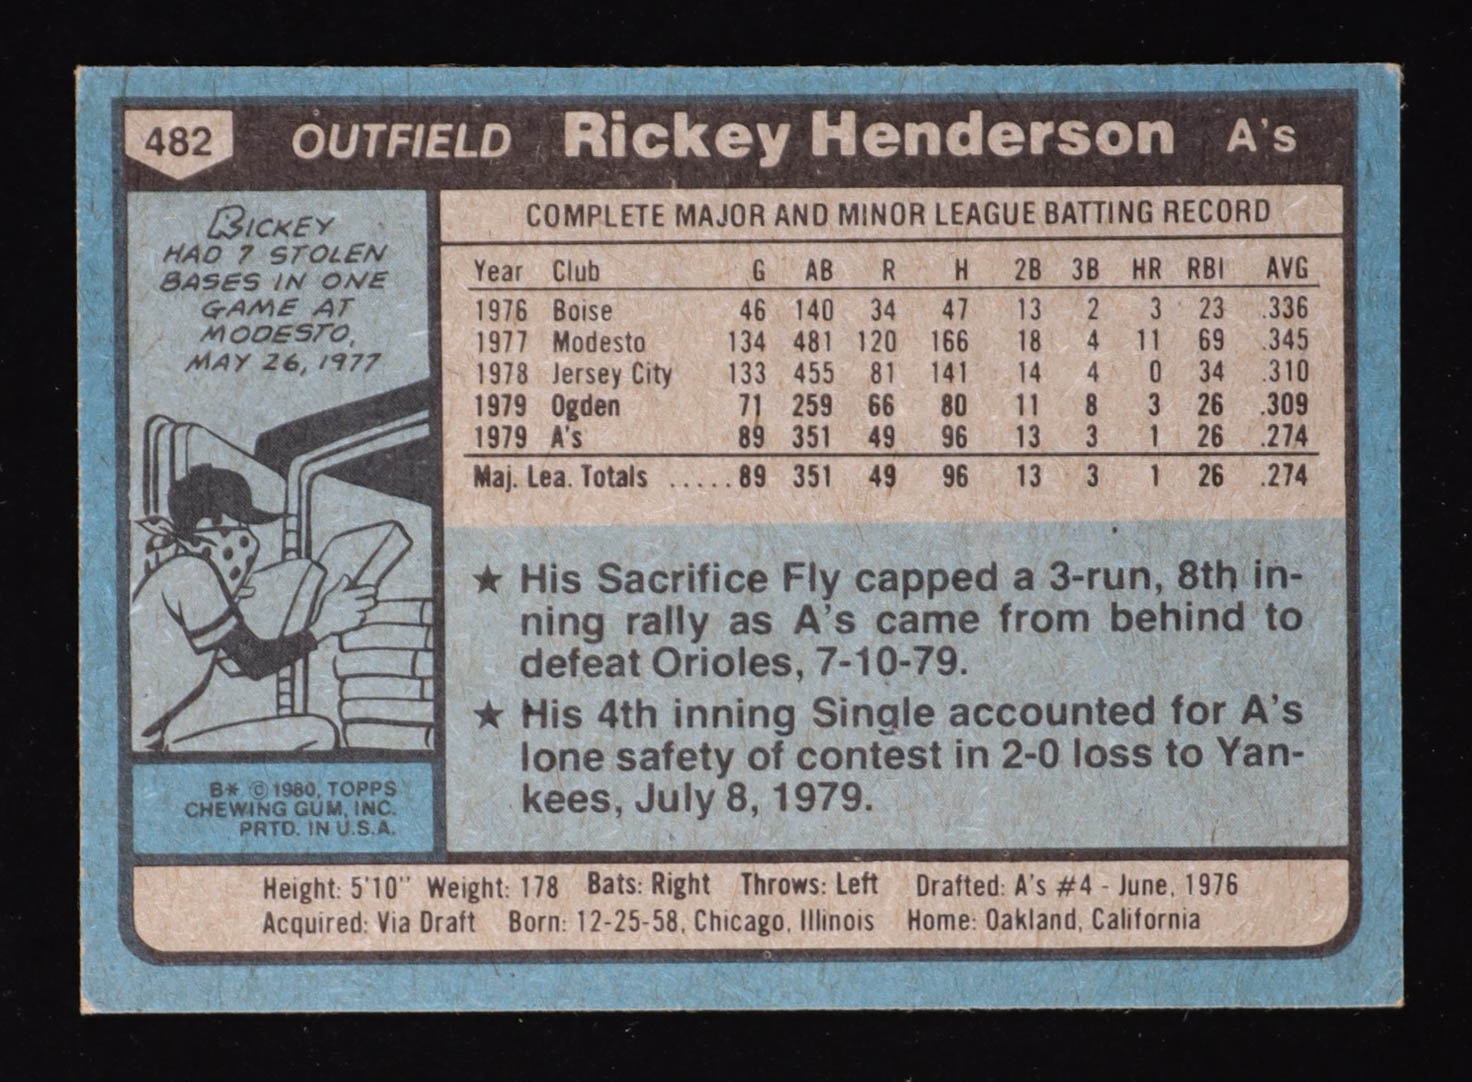 482 OUTFIELD Rickey Henderson A's
RICKEY
HAD 7 STOLEN
BASES IN ONE
GAME AT
MODESTO,
MAY 26, 1977
B* © 1980, TOPPS
CHEWING GUM, INC.
PRTD. IN U.S.A.
COMPLETE MAJOR AND MINOR LEAGUE BATTING RECORD
Year Club G AB R H 2B 3B HR RBI AVG
1976 Boise 46 140 34 47 13 2 3 23 .336
1977 Modesto 134 481 120 166 18 4 11 69 .345
1978 Jersey City 133 455 81 141 14 4 0 34 .310
1979 Ogden 71 259 66 80 11 8 3 26 .309
1979 A's 89 351 49 96 13 3 1 26 .274
Maj. Lea. Totals .....89 351 49 96 13 3 1 26 .274
★ His Sacrifice Fly capped a 3-run, 8th in-
ning rally as A's came from behind to
defeat Orioles, 7-10-79.
★ His 4th inning Single accounted for A's
lone safety of contest in 2-0 loss to Yan-
kees, July 8, 1979.
Height: 5'10" Weight: 178 Bats: Right Throws: Left Drafted: A's #4 - June, 1976
Acquired: Via Draft Born: 12-25-58, Chicago, Illinois Home: Oakland, California